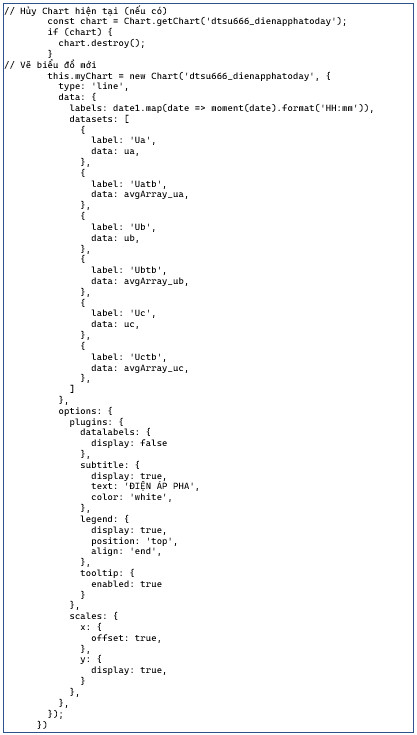 // Hủy Chart hiện tại (nếu có)
        const chart = Chart.getChart('dtsu666_dienapphatoday');
        if (chart) {
          chart.destroy();
        }
// Vẽ biểu đồ mới
        this.myChart = new Chart('dtsu666_dienapphatoday', {
          type: 'line',
          data: {
            labels: date1.map(date => moment(date).format('HH:mm')),
            datasets: [
              {
                label: 'Ua',
                data: ua,
              },
              {
                label: 'Uatb',
                data: avgArray_ua,
              },
              {
                label: 'Ub',
                data: ub,
              },
              {
                label: 'Ubtb',
                data: avgArray_ub,
              },
              {
                label: 'Uc',
                data: uc,
              },
              {
                label: 'Uctb',
                data: avgArray_uc,
              },
            ]
          },
          options: {
            plugins: {
              datalabels: {
                display: false
              },
              subtitle: {
                display: true,
                text: 'ĐIỆN ÁP PHA',
                color: 'white',
              },
              legend: {
                display: true,
                position: 'top',
                align: 'end',
              },
              tooltip: {
                enabled: true
              }
            },
            scales: {
              x: {
                offset: true,
              },
              y: {
                display: true,
              }
            },
          },
        });
      })